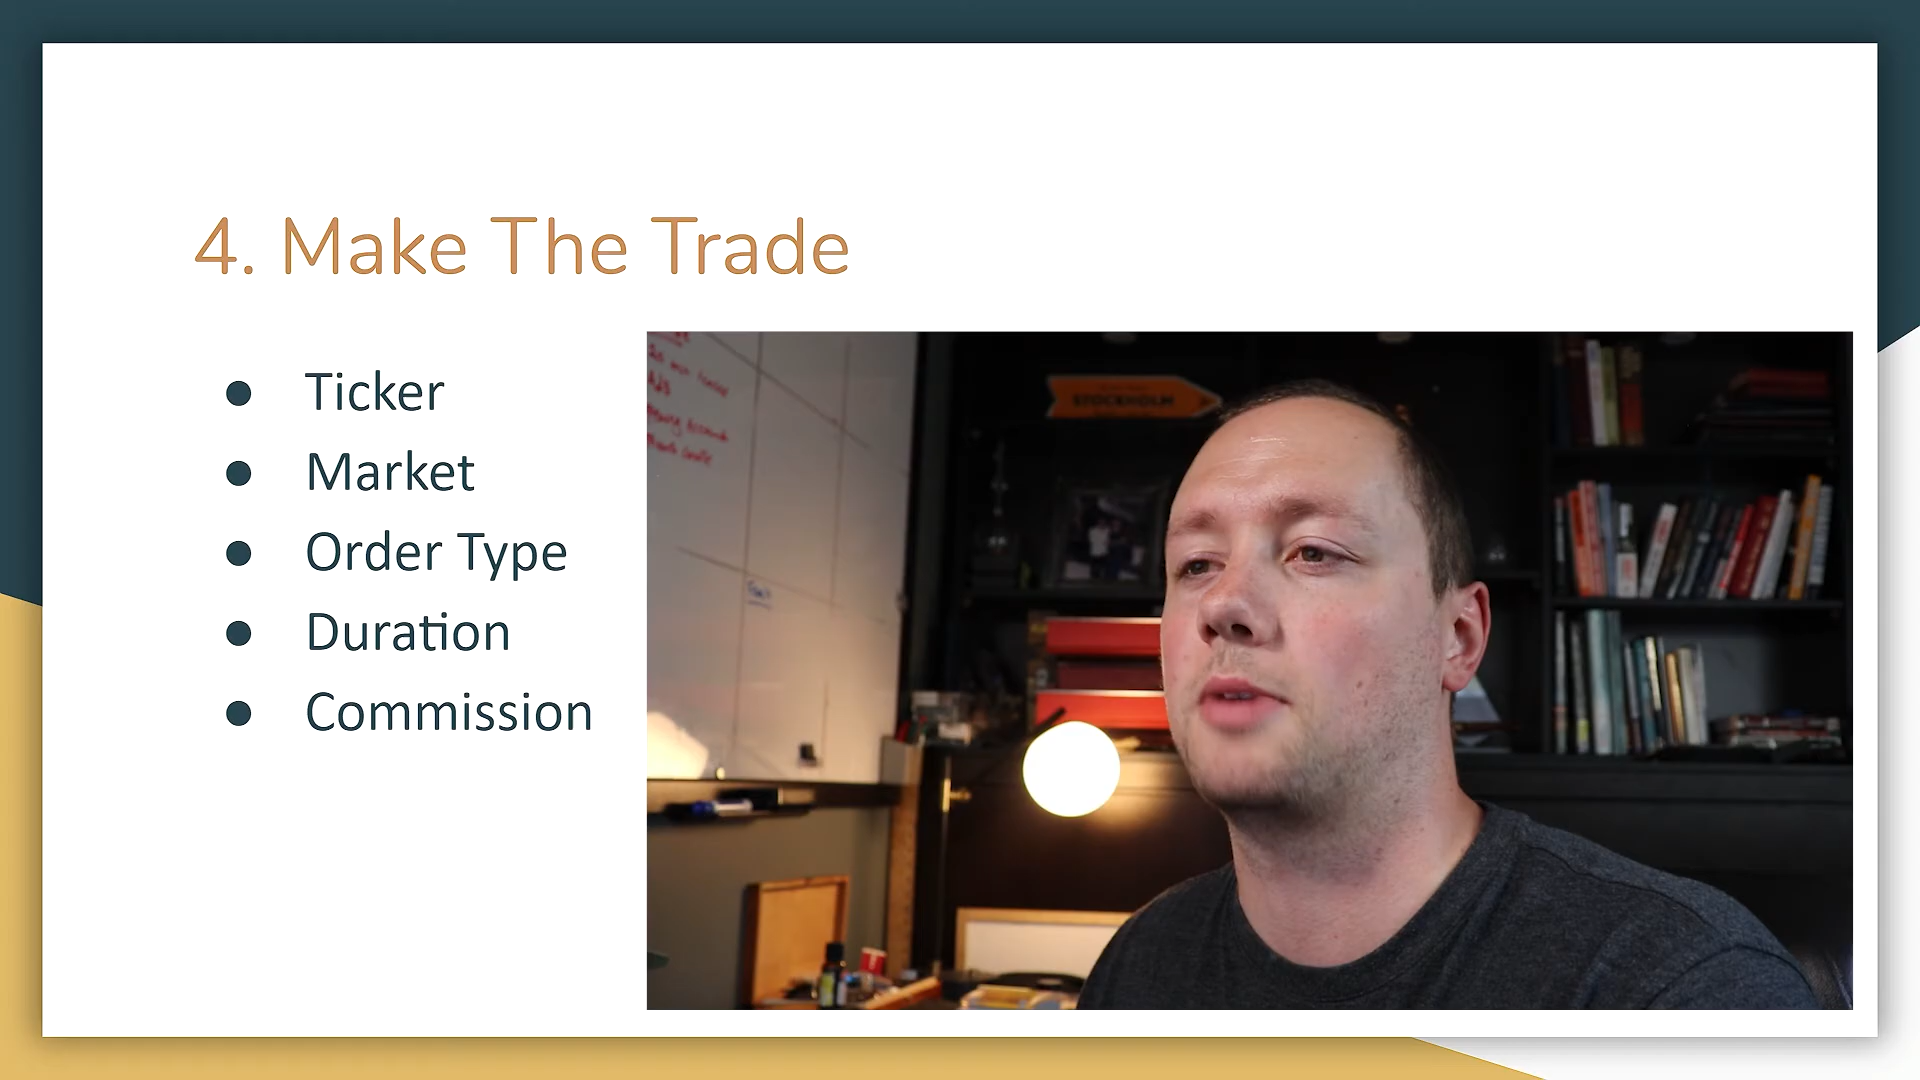 4. Make The Trade
● Ticker
● Market
● Order Type
● Duration
● Commission
STOCKHOLM